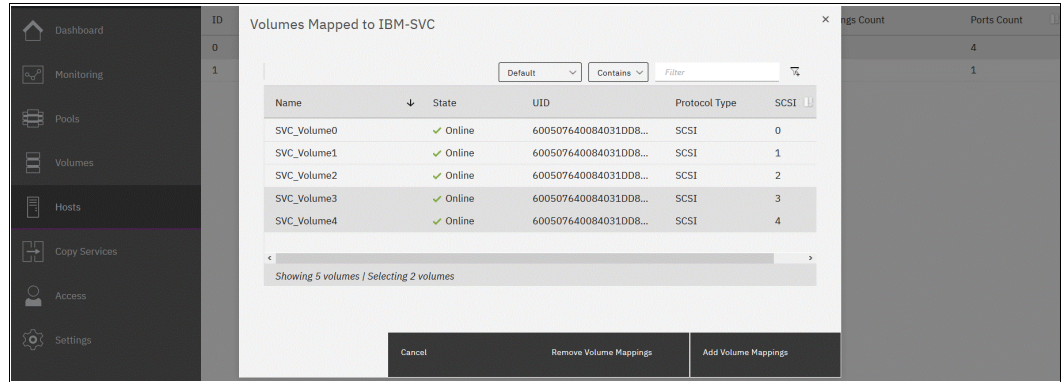 Dashboard
Monitoring
Pools
Volumes
Hosts
Copy Services
Access
Settings
ID
ngs Count
Ports Count
0
4
1
1
Volumes Mapped to IBM-SVC
×
Default
Contains
Filter
Name State UID Protocol Type SCSI
SVC_Volume0 Online 600507640084031DD8... SCSI 0
SVC_Volume1 Online 600507640084031DD8... SCSI 1
SVC_Volume2 Online 600507640084031DD8... SCSI 2
SVC_Volume3 Online 600507640084031DD8... SCSI 3
SVC_Volume4 Online 600507640084031DD8... SCSI 4
Showing 5 volumes | Selecting 2 volumes
Cancel
Remove Volume Mappings
Add Volume Mappings